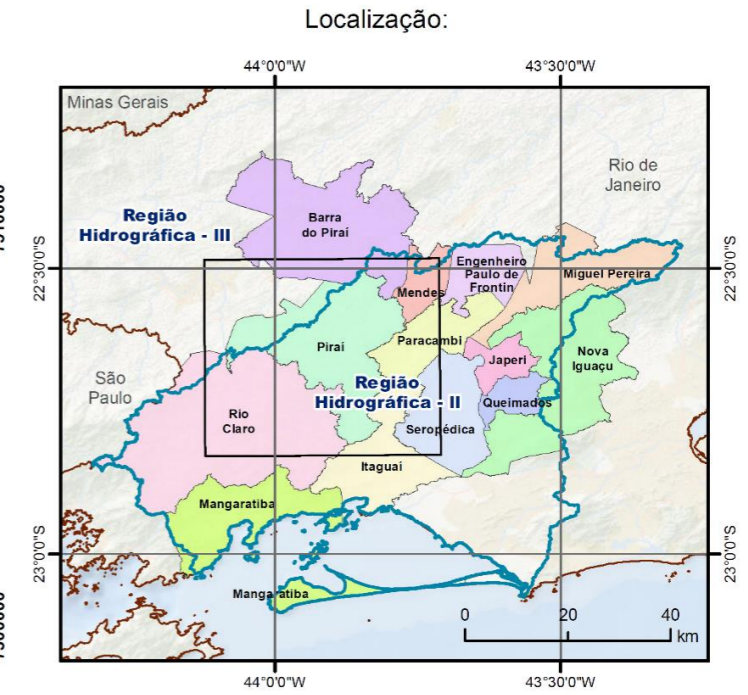 Localização:
44°0'0"W
43°30'0"W
Minas Gerais
Rio de
Janeiro
Região
Hidrográfica - III
Barra
do Piraí
22°30'0"S
22°30'0"S
Engenheiro
Paulo de
Frontin
Miguel Pereira
Mendes
Paracambi
Piraí
Japeri
Nova
Iguaçu
São
Paulo
Região
Hidrográfica - II
Queimados
Rio
Claro
Seropédica
Itaguaí
Mangaratiba
23°0'0"S
23°0'0"S
Mangaratiba
0 20 40
km
44°0'0"W
43°30'0"W